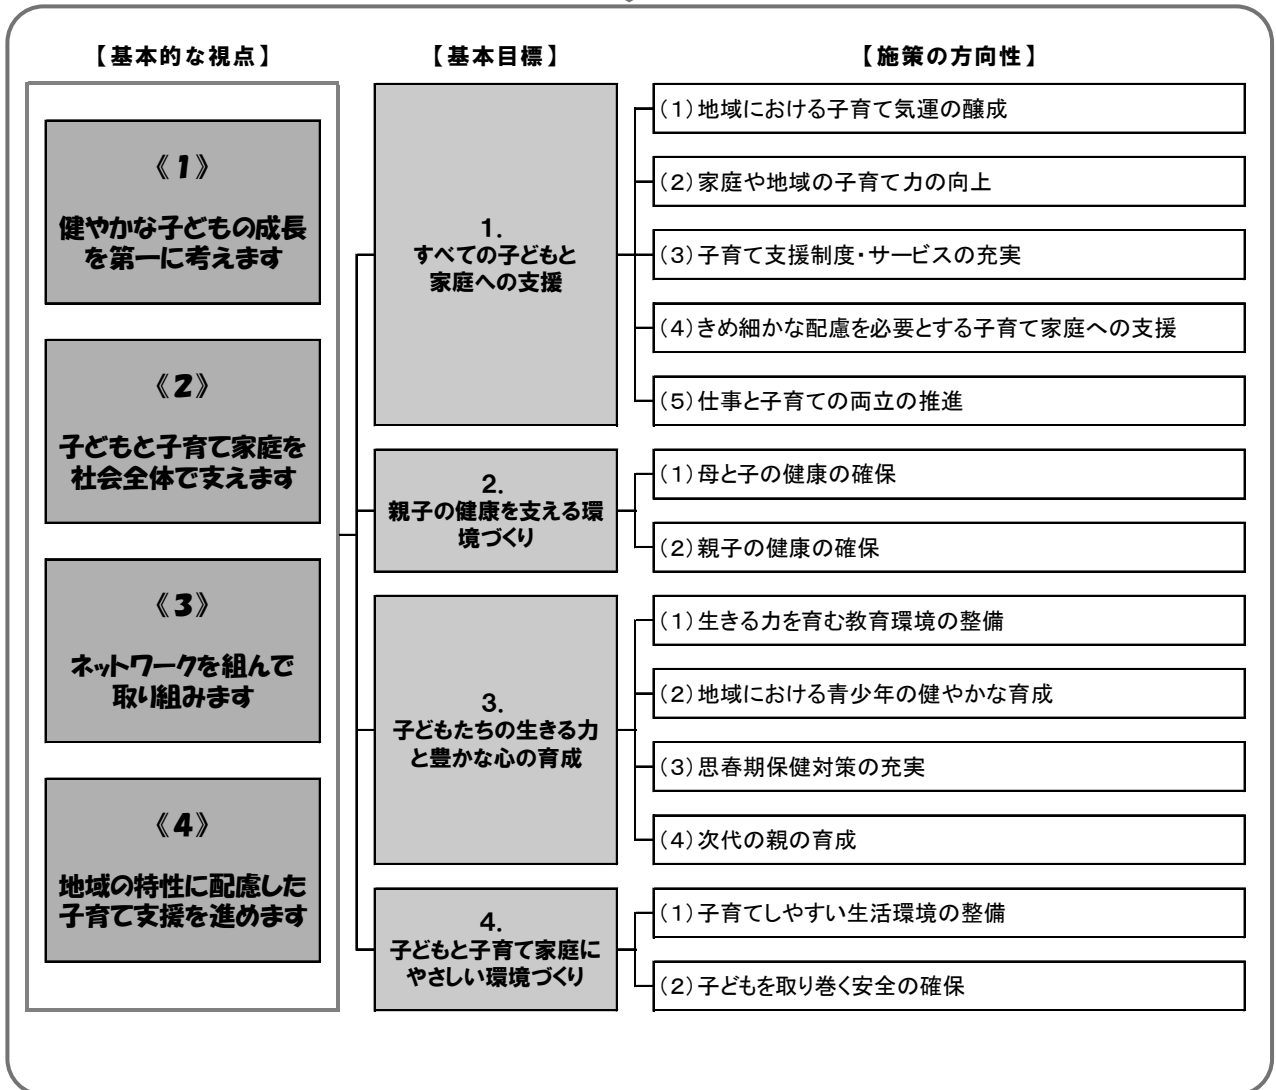 【基本的な視点】
《1》
健やかな子どもの成長
を第一に考えます
《2》
子どもと子育て家庭を
社会全体で支えます
《3》
ネットワークを組んで
取り組みます
《4》
地域の特性に配慮した
子育て支援を進めます
【基本目標】
【施策の方向性】
1.
すべての子どもと
家庭への支援
(1)地域における子育て気運の醸成
(2)家庭や地域の子育て力の向上
(3)子育て支援制度・サービスの充実
(4)きめ細かな配慮を必要とする子育て家庭への支援
(5)仕事と子育ての両立の推進
2.
親子の健康を支える環
境づくり
(1)母と子の健康の確保
(2)親子の健康の確保
3.
子どもたちの生きる力
と豊かな心の育成
(1)生きる力を育む教育環境の整備
(2)地域における青少年の健やかな育成
(3)思春期保健対策の充実
(4)次代の親の育成
4.
子どもと子育て家庭に
やさしい環境づくり
(1)子育てしやすい生活環境の整備
(2)子どもを取り巻く安全の確保